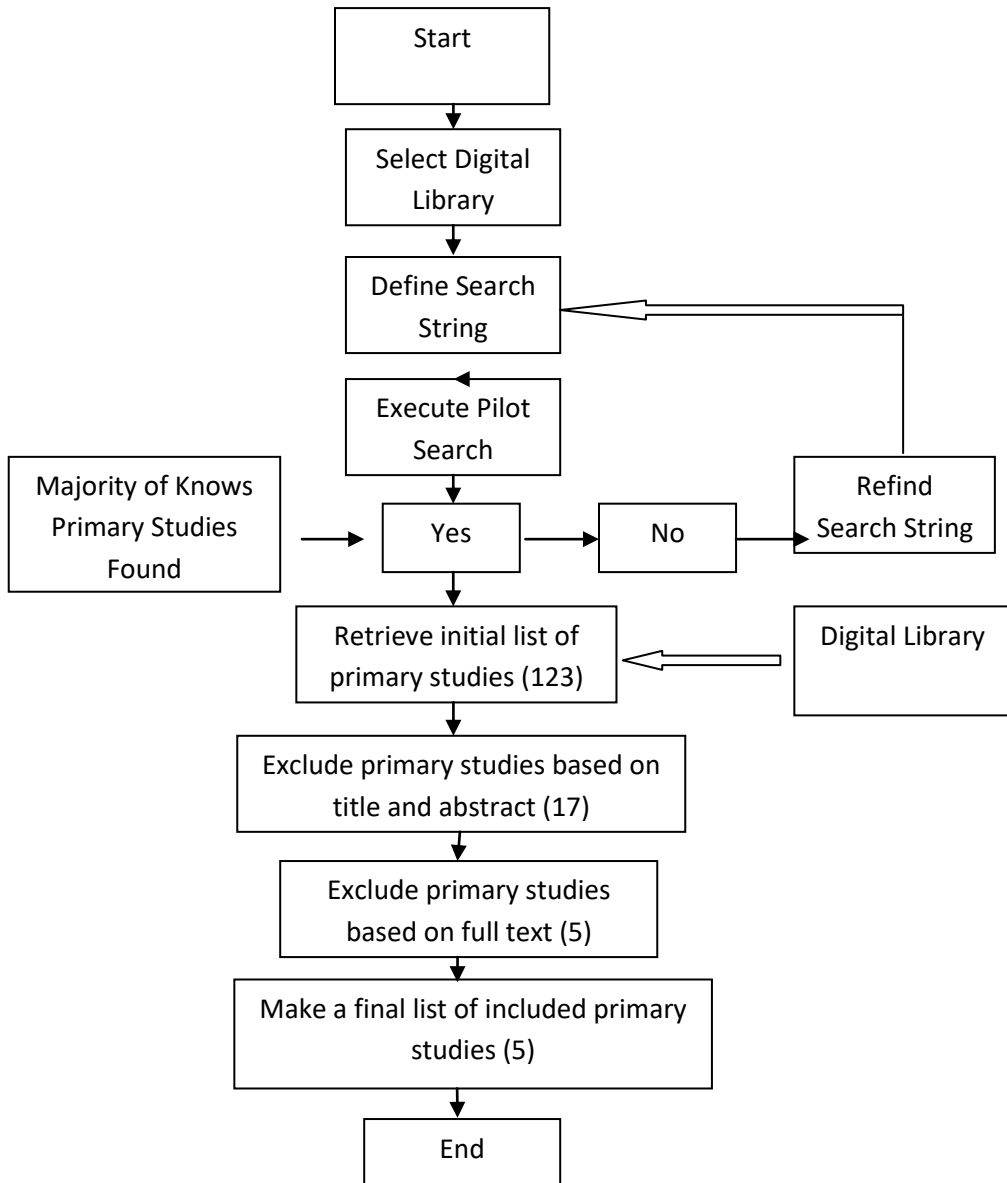 Start
Select Digital
Library
Define Search
String
Execute Pilot
Search
Majority of Knows
Primary Studies
Found
Yes
No
Refind
Search String
Retrieve initial list of
primary studies (123)
Digital Library
Exclude primary studies based on
title and abstract (17)
Exclude primary studies
based on full text (5)
Make a final list of included primary
studies (5)
End